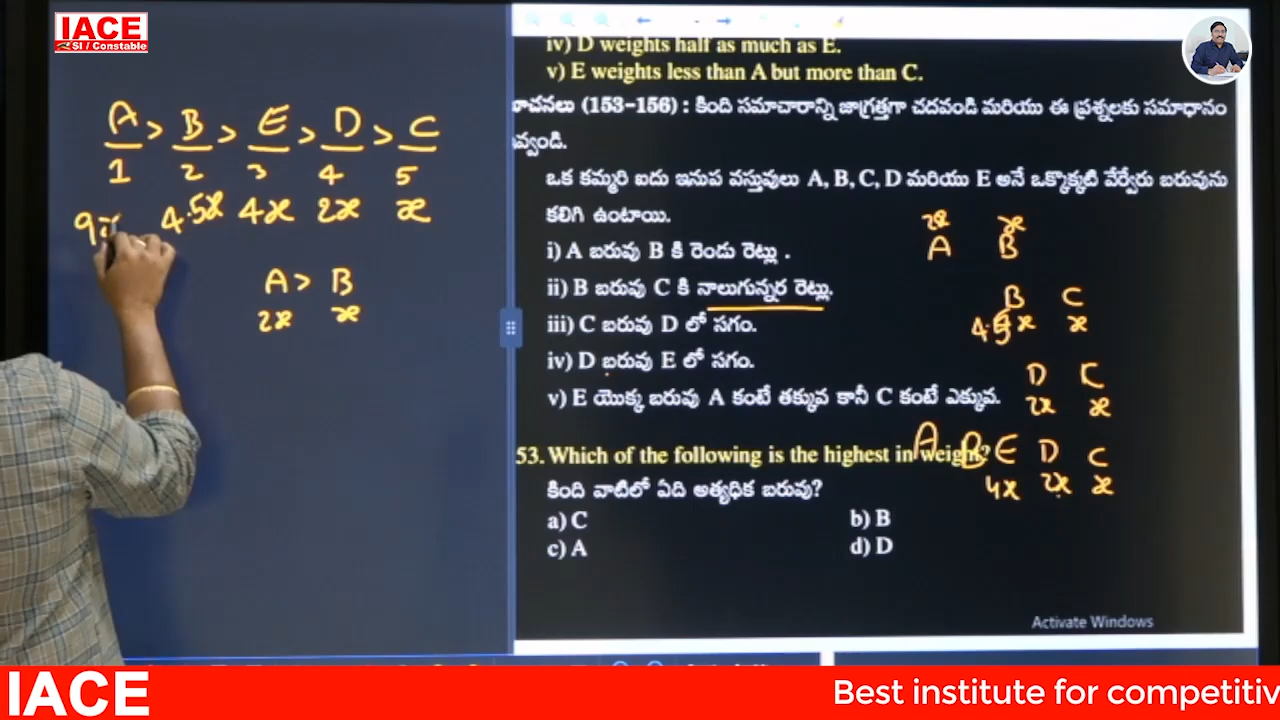 IACE
SI / Constable
A > B > E > D > C
1 2 3 4 5
9x 4.5x 4x 2x x
A > B
2x x
iv) D weights half as much as E.
v) E weights less than A but more than C.
(153-156) : కింది సమాచారాన్ని జాగ్రత్తగా చదవండి మరియు ఈ ప్రశ్నలకు సమాధానం
ఒక కమ్మరి ఐదు ఇనుప వస్తువులు A, B, C, D మరియు E అనే ఒక్కొక్కటి వేర్వేరు బరువును
కలిగి ఉంటాయి.
2x x
i) A బరువు B కి రెండు రెట్లు .
A B
ii) B బరువు C కి నాలుగున్నర రెట్లు.
B C
iii) C బరువు D లో సగం.
x
iv) D బరువు E లో సగం.
D C
v) E యొక్క బరువు A కంటే తక్కువ కానీ C కంటే ఎక్కువ.
2x x
53. Which of the following is the highest in weight?
A B E D C
కింది వాటిలో ఏది అత్యధిక బరువు?
4x 2x x
a) C b) B
c) A d) D
Activate Windows
IACE
Best institute for competitiv